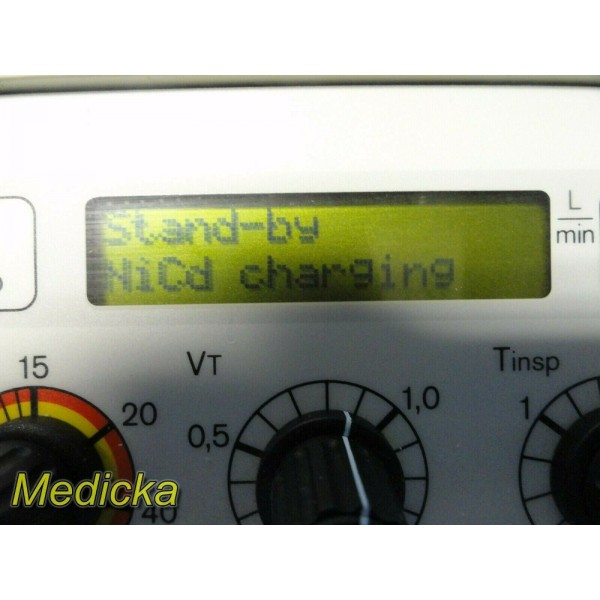 Stand-by
NiCd charging
L
min
VT
Tinsp
15
20
40
0,5
1,0
1
Medicka